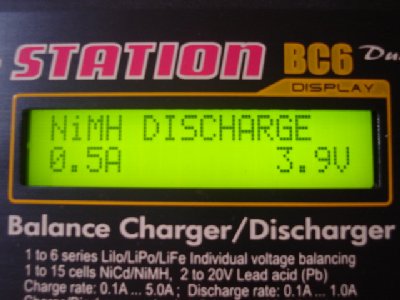 STATION BC6 Du
DISPLAY
NiMH DISCHARGE
0.5A 3.9V
Balance Charger/Discharger
1 to 6 series LiIo/LiPo/LiFe Individual voltage balancing
1 to 15 cells NiCd/NiMH, 2 to 20V Lead acid (Pb)
Charge rate: 0.1A ... 5.0A ; Discharge rate : 0.1A ... 1.0A